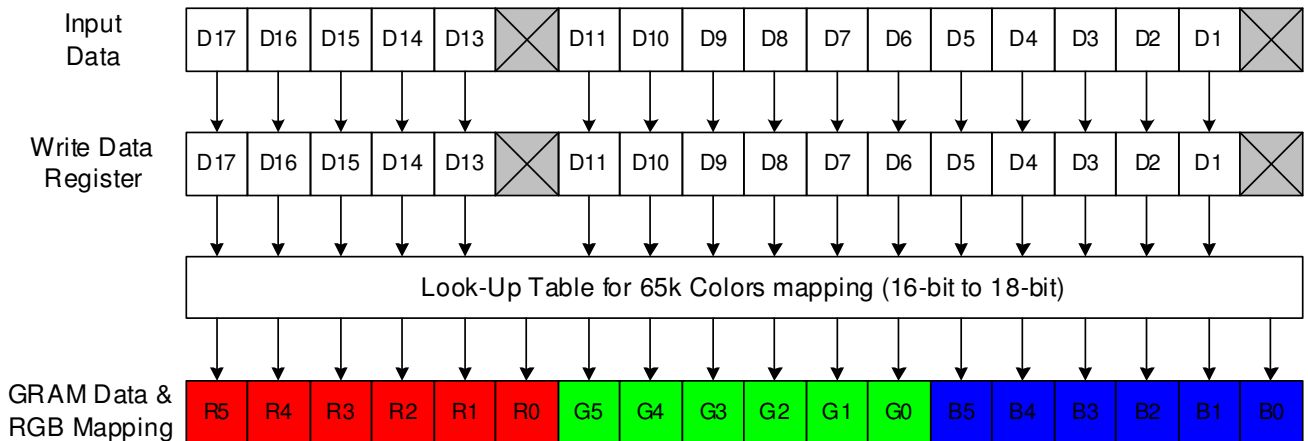 Input Data
D17 D16 D15 D14 D13 D11 D10 D9 D8 D7 D6 D5 D4 D3 D2 D1
Write Data Register
D17 D16 D15 D14 D13 D11 D10 D9 D8 D7 D6 D5 D4 D3 D2 D1
Look-Up Table for 65k Colors mapping (16-bit to 18-bit)
GRAM Data & RGB Mapping
R5 R4 R3 R2 R1 R0 G5 G4 G3 G2 G1 G0 B5 B4 B3 B2 B1 B0